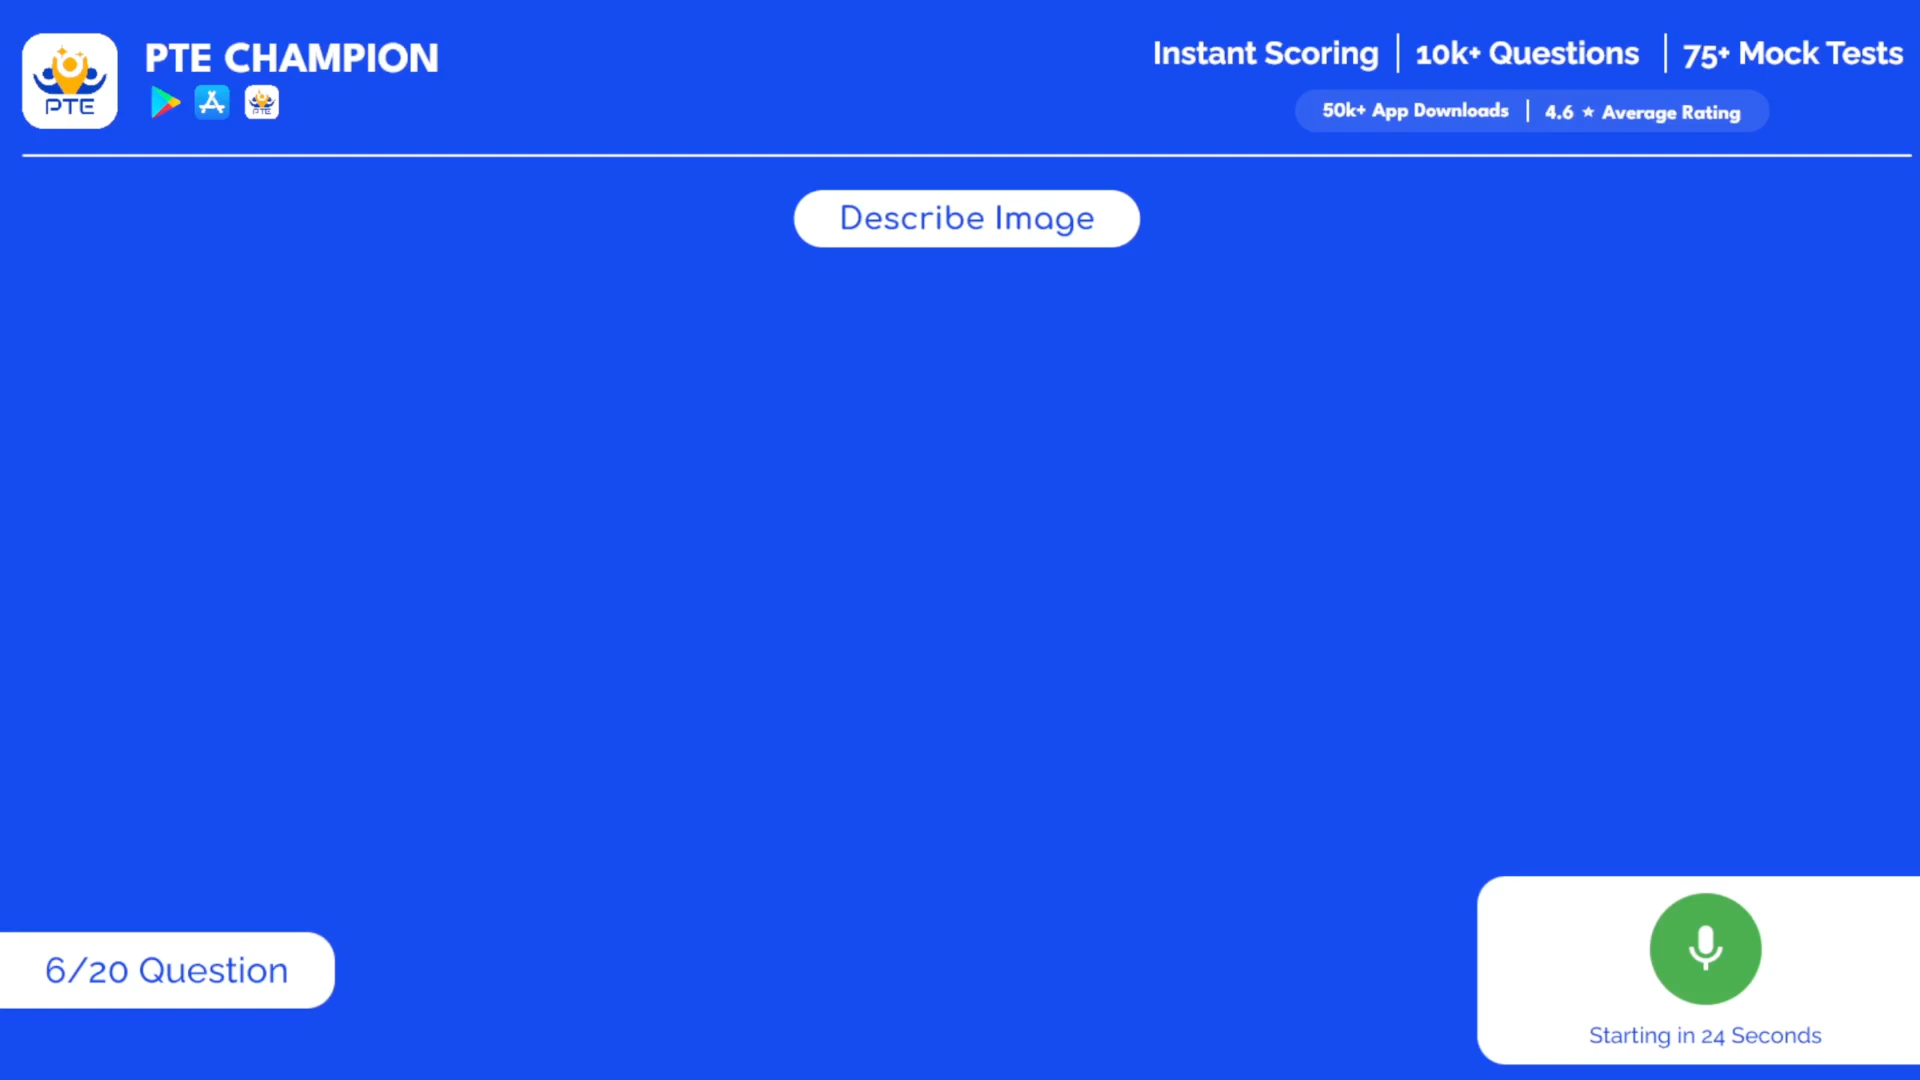 PTE CHAMPION
PTE
PTE
Instant Scoring | 10k+ Questions | 75+ Mock Tests
50k+ App Downloads | 4.6 ★ Average Rating
Describe Image
6/20 Question
Starting in 24 Seconds